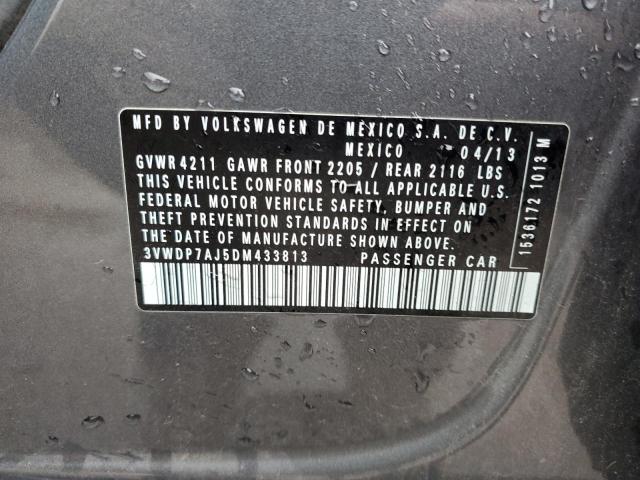 MFD BY VOLKSWAGEN DE MEXICO S.A. DE C.V.
MEXICO 04/13
GVWR 4211 GAWR FRONT 2205 / REAR 2116 LBS
THIS VEHICLE CONFORMS TO ALL APPLICABLE U.S.
FEDERAL MOTOR VEHICLE SAFETY, BUMPER AND
THEFT PREVENTION STANDARDS IN EFFECT ON
THE DATE OF MANUFACTURE SHOWN ABOVE.
3VWDP7AJ5DM433813 PASSENGER CAR
1536172 1013 M